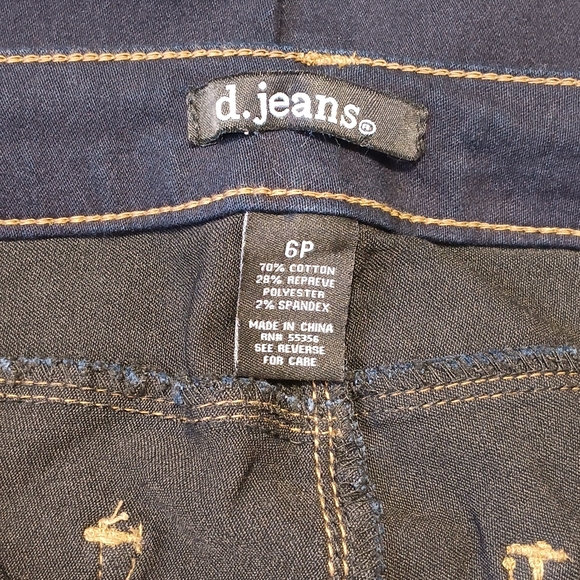 d.jeans®
6P
70% COTTON
28% REPREVE
POLYESTER
2% SPANDEX
MADE IN CHINA
RN# 55356
SEE REVERSE
FOR CARE